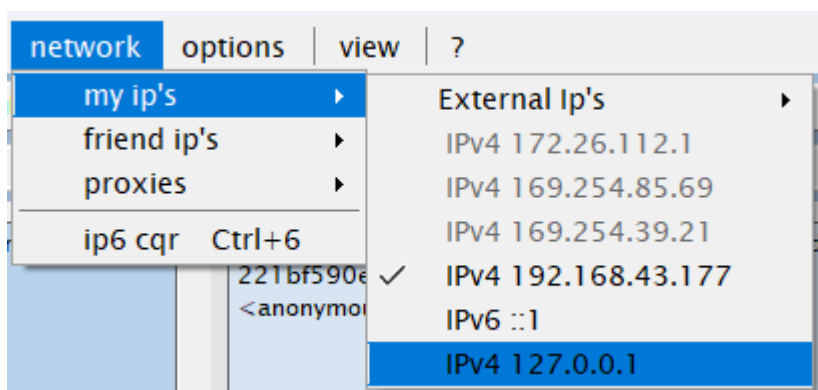 network options view ?
my ip's
friend ip's
proxies
ip6 cqr Ctrl+6
External Ip's
IPv4 172.26.112.1
IPv4 169.254.85.69
IPv4 169.254.39.21
IPv4 192.168.43.177
IPv6 ::1
IPv4 127.0.0.1
221bf590e
<anonymo